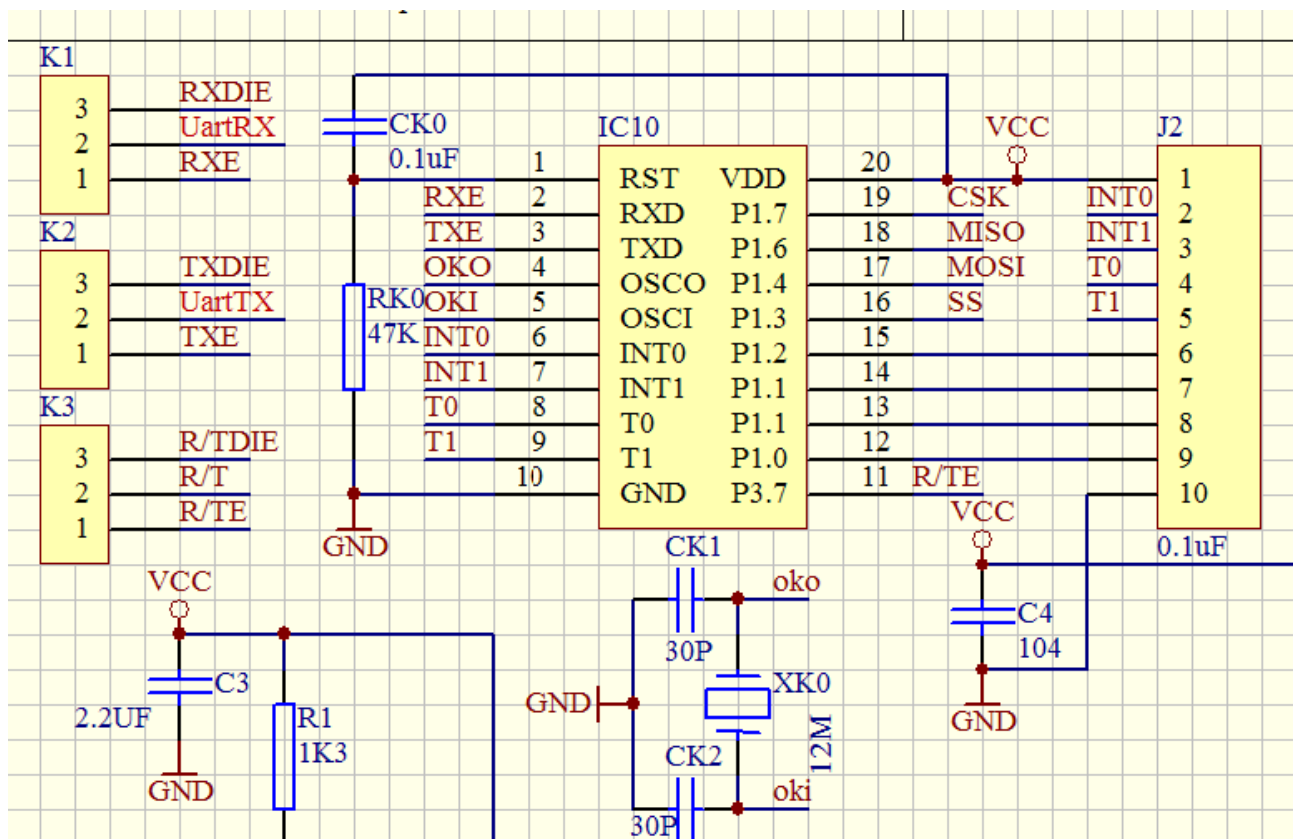 K1
3 RXDIE
2 UartRX
1 RXE
K2
3 TXDIE
2 UartTX
1 TXE
K3
3 R/TDIE
2 R/T
1 R/TE
CK0
0.1uF
RK0
47K
GND
IC10
1 RST VDD 20
RXE 2 RXD P1.7 19 CSK
TXE 3 TXD P1.6 18 MISO
OKO 4 OSCO P1.4 17 MOSI
OKI 5 OSCI P1.3 16 SS
INT0 6 INT0 P1.2 15
INT1 7 INT1 P1.1 14
T0 8 T0 P1.1 13
T1 9 T1 P1.0 12
10 GND P3.7 11 R/TE
VCC
J2
1
INT0 2
INT1 3
T0 4
T1 5
6
7
8
9
10
0.1uF
VCC
C4
104
GND
VCC
C3
2.2UF
GND
R1
1K3
CK1
30P
oko
GND
XK0
12M
CK2
30P
oki